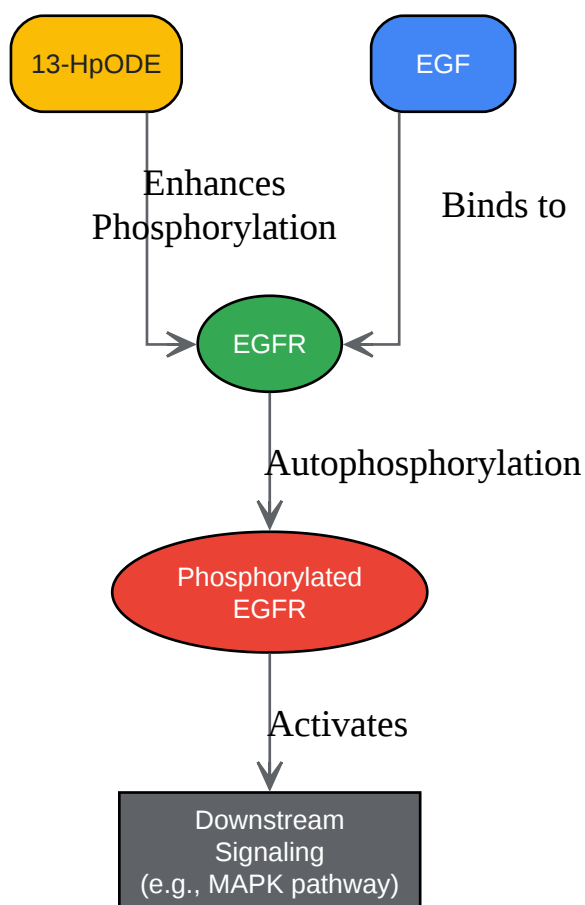 13-HpODE
EGF
Enhances
Phosphorylation
Binds to
EGFR
Autophosphorylation
Phosphorylated
EGFR
Activates
Downstream
Signaling
(e.g., MAPK pathway)